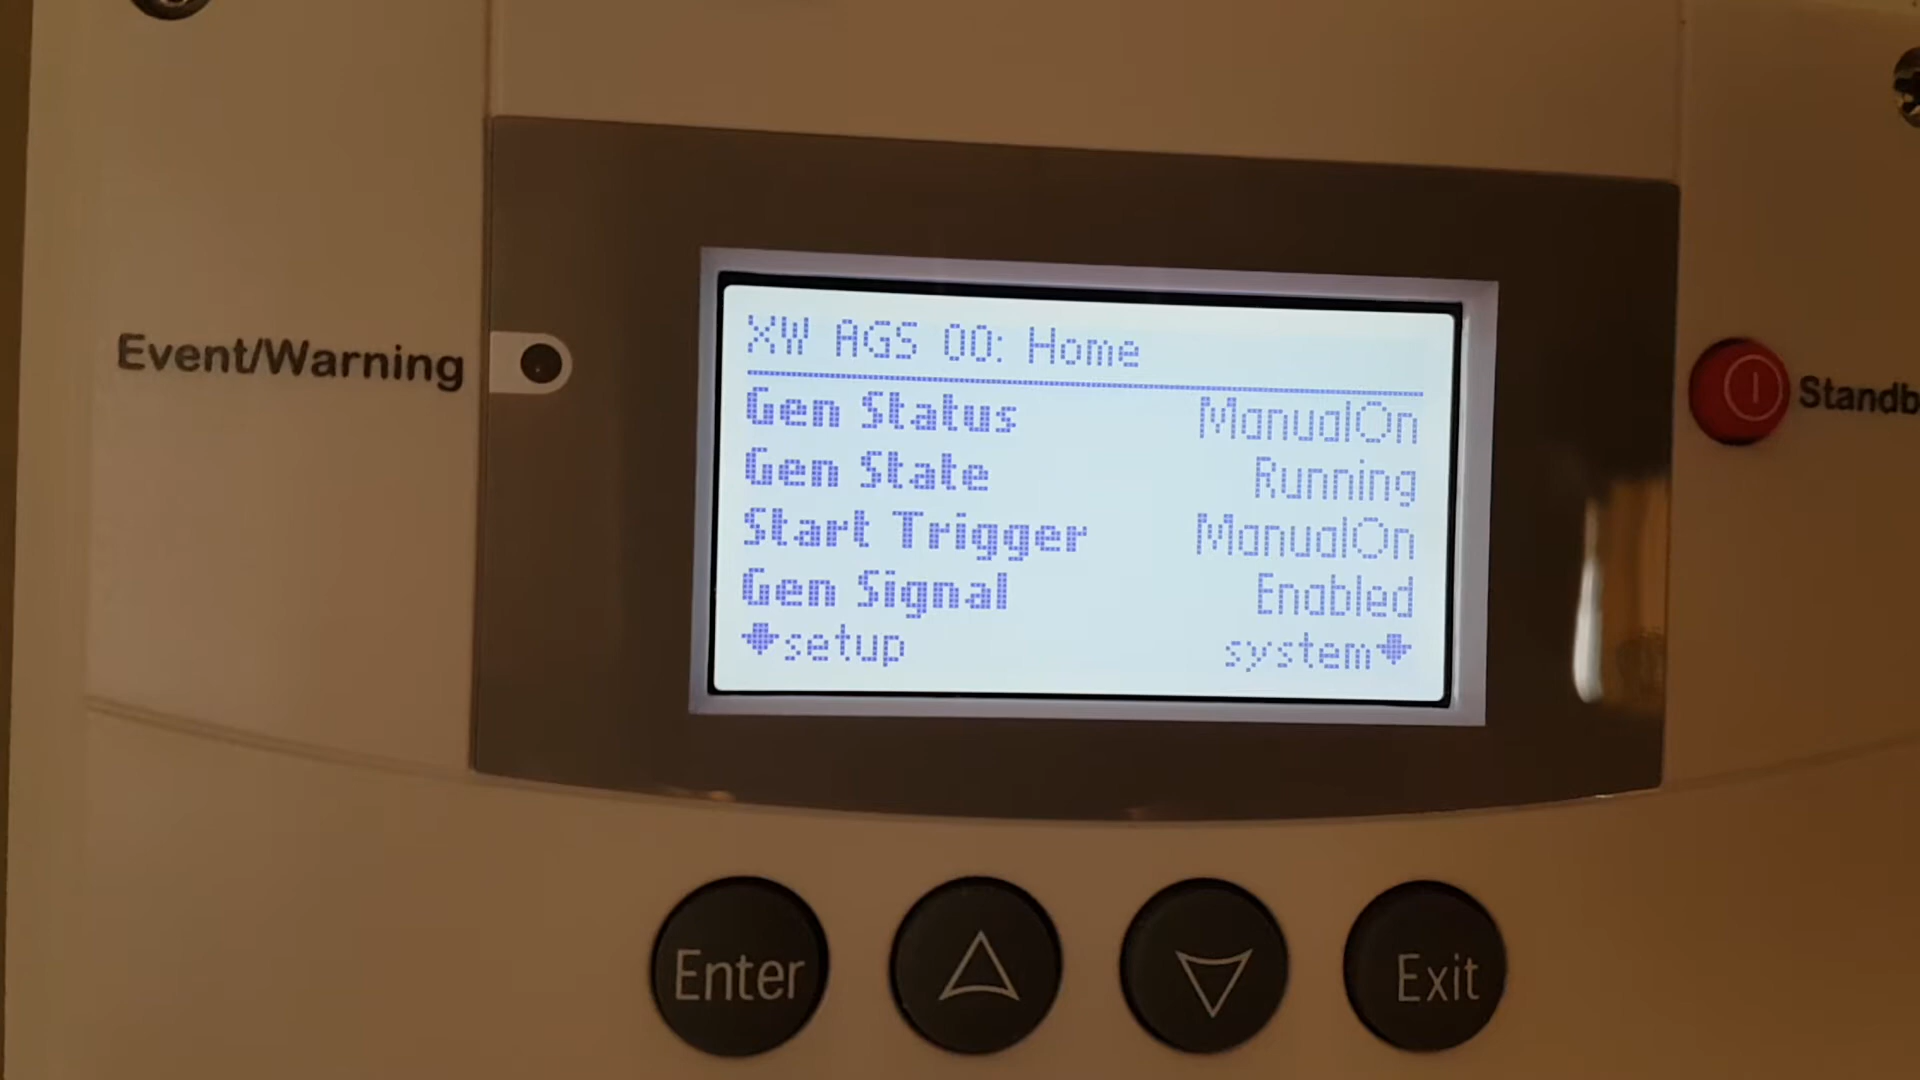 XW AGS 00: Home
Gen Status ManualOn
Gen State Running
Start Trigger ManualOn
Gen Signal Enabled
setup system
Event/Warning
Standb
Enter
Exit